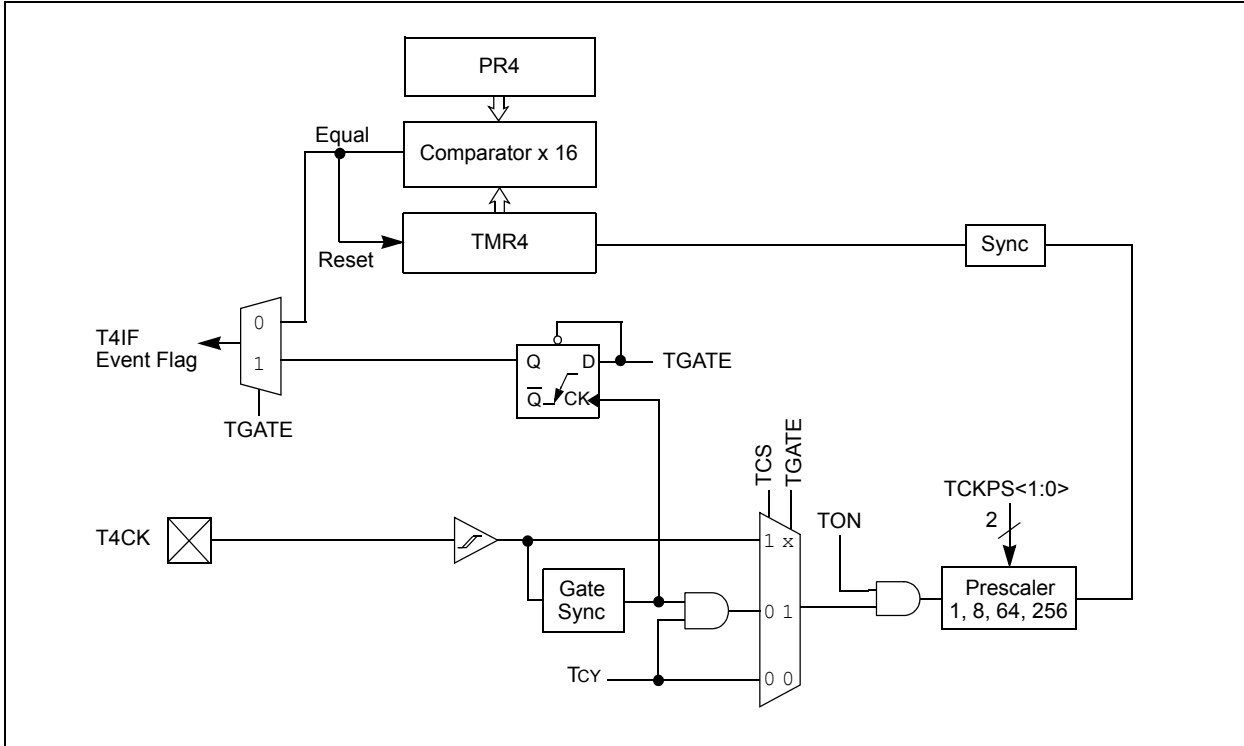 PR4
Equal
Comparator x 16
TMR4
Reset
Sync
0
1
T4IF
Event Flag
TGATE
Q
D
TGATE
Q
CK
TCS
TGATE
TCKPS<1:0>
2
TON
T4CK
1 x
Gate
Sync
0 1
Prescaler
1, 8, 64, 256
TCY
0 0